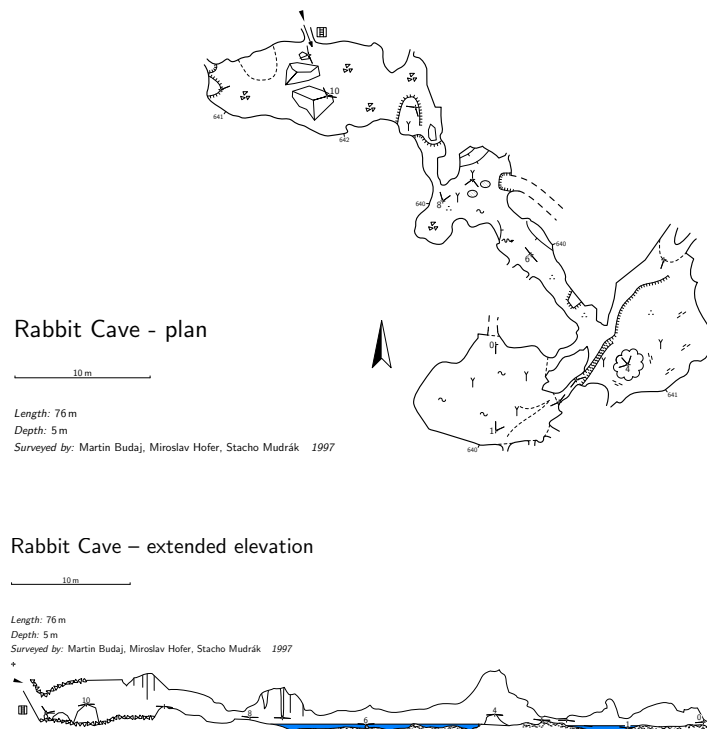 10
641
642
640
8
640
6
Rabbit Cave - plan
0
10 m
4
641
Length: 76 m
Depth: 5 m
1
Surveyed by: Martin Budaj, Miroslav Hofer, Stacho Mudrák 1997
640
Rabbit Cave – extended elevation
10 m
Length: 76 m
Depth: 5 m
Surveyed by: Martin Budaj, Miroslav Hofer, Stacho Mudrák 1997
10
8
6
4
1
0